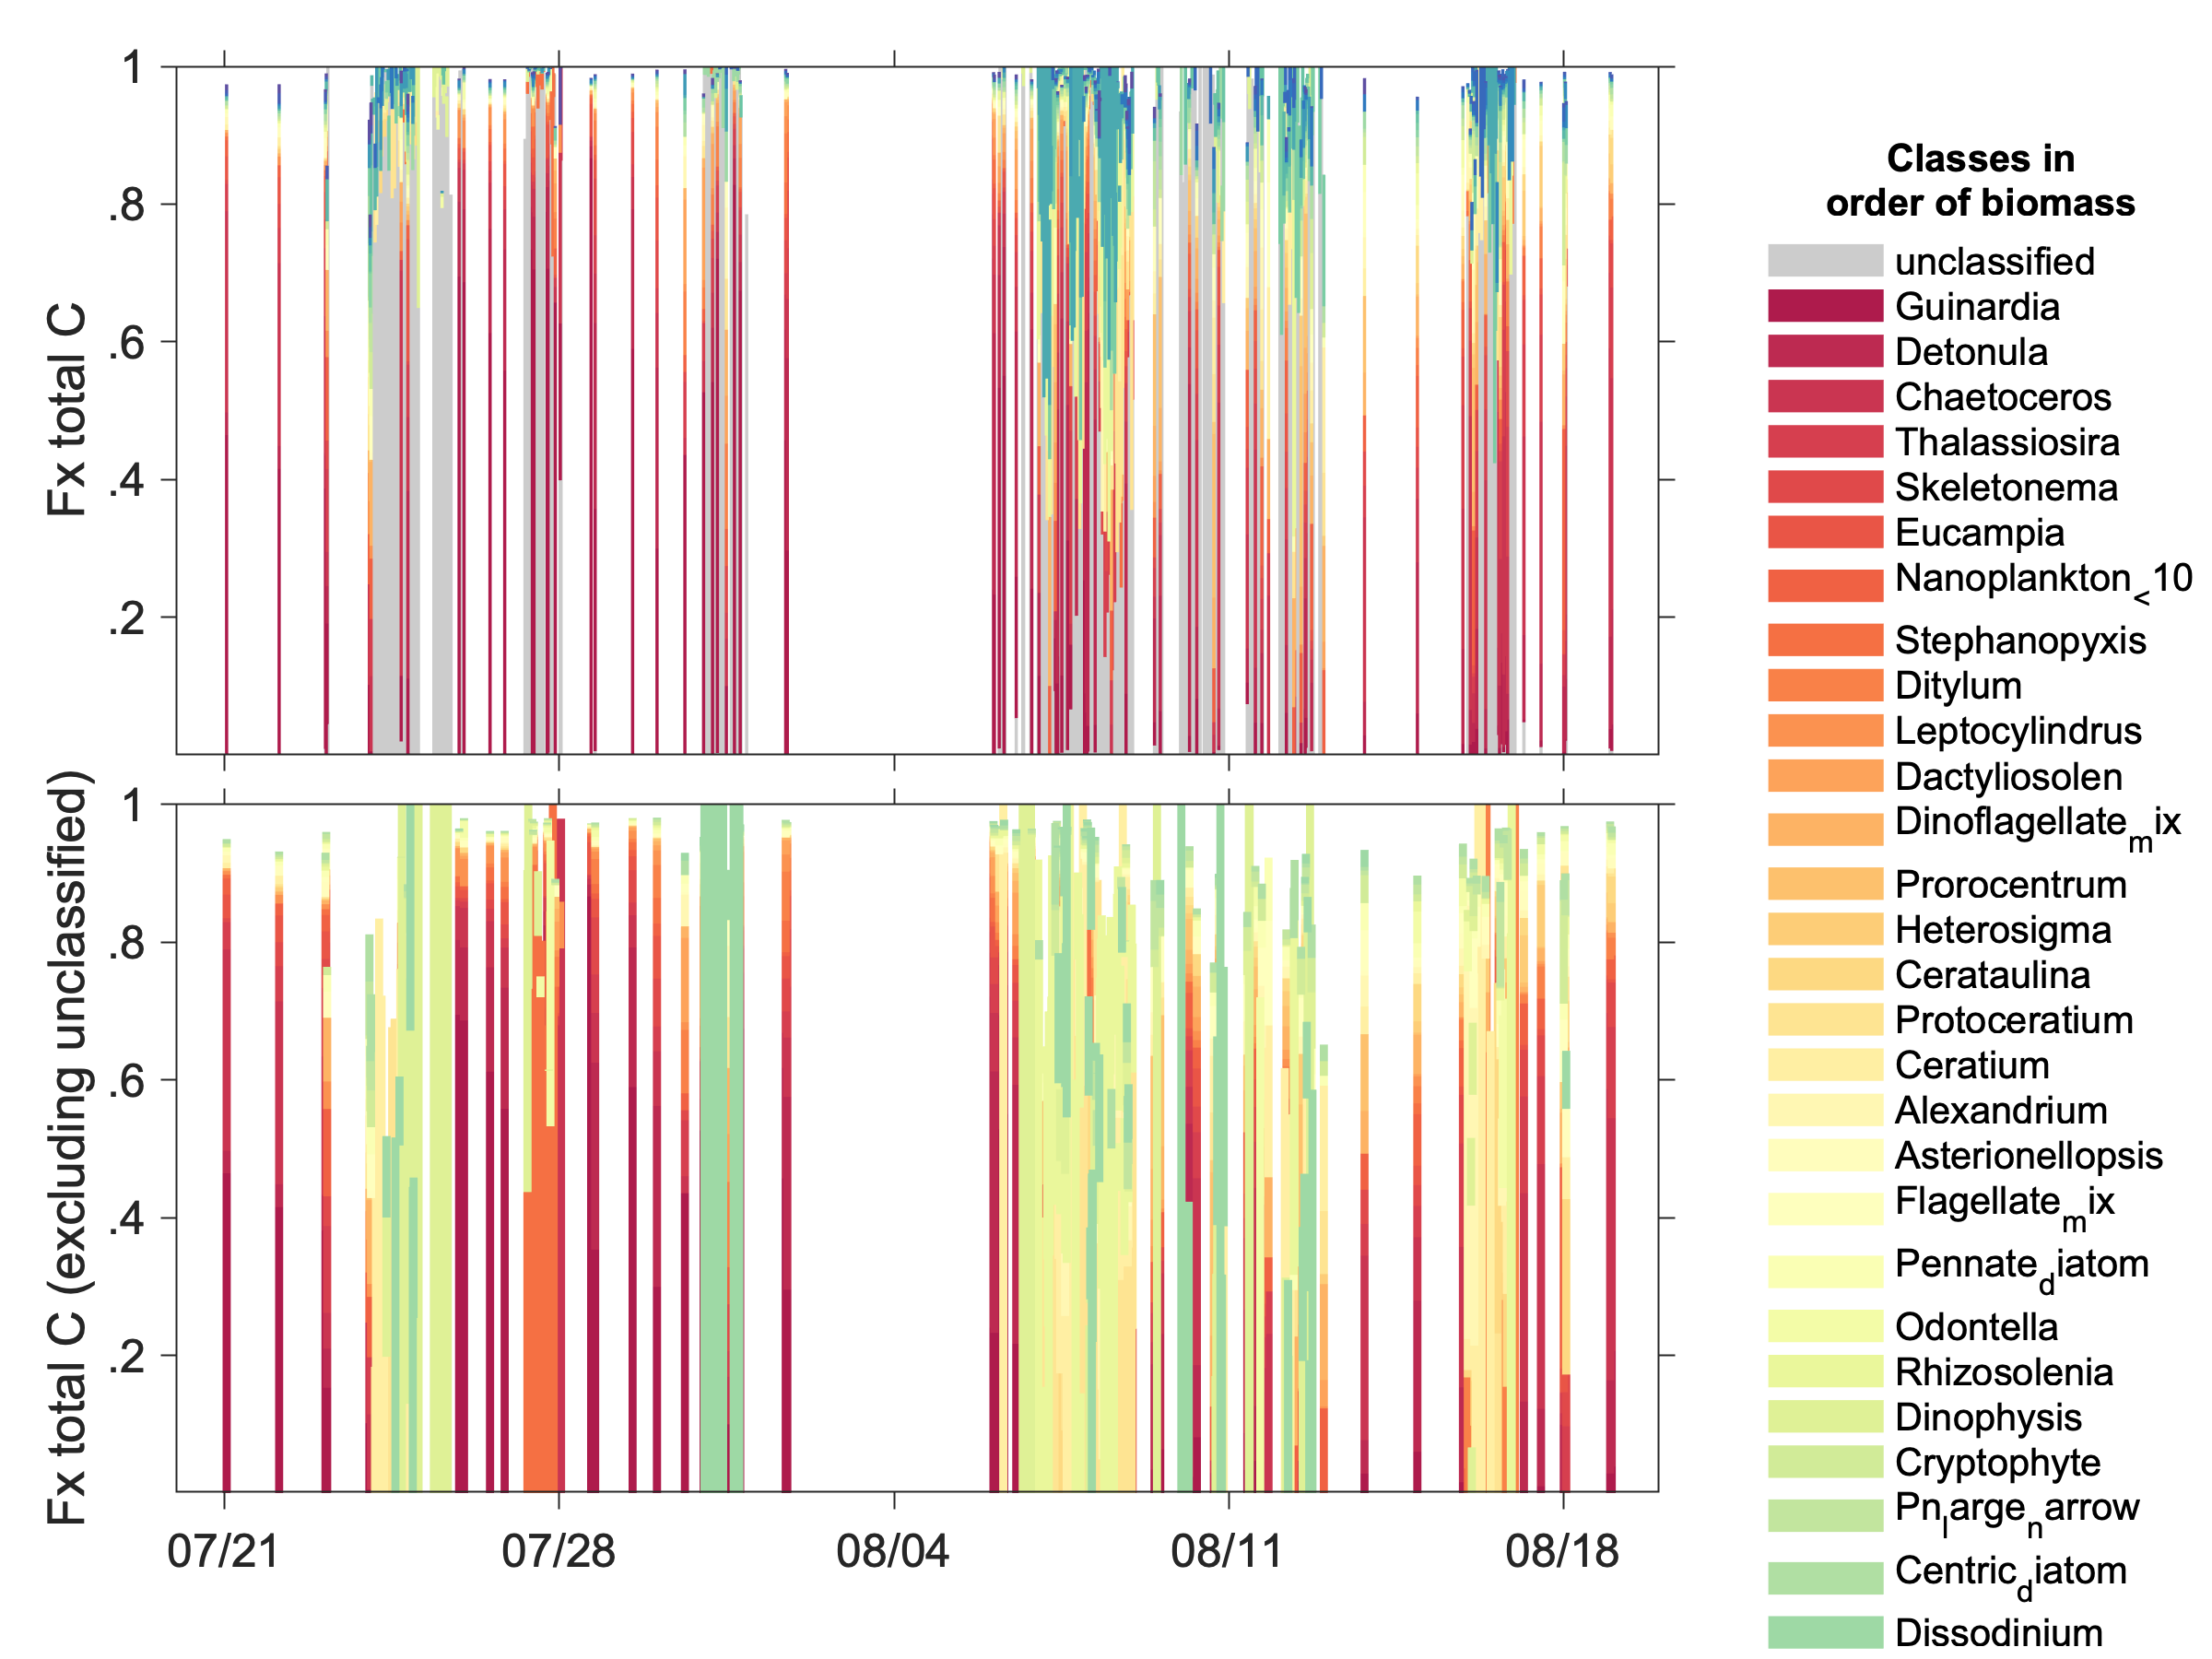 1
.8
.6
.4
.2
Fx total C
1
.8
.6
.4
.2
Fx total C (excluding unclassified)
07/21
07/28
08/04
08/11
08/18
Classes in
order of biomass
unclassified
Guinardia
Detonula
Chaetoceros
Thalassiosira
Skeletonema
Eucampia
Nanoplankton<10
Stephanopyxis
Ditylum
Leptocylindrus
Dactyliosolen
Dinoflagellatemix
Prorocentrum
Heterosigma
Cerataulina
Protoceratium
Ceratium
Alexandrium
Asterionellopsis
Flagellatemix
Pennatediatom
Odontella
Rhizosolenia
Dinophysis
Cryptophyte
Pnlargenarrow
Centricdiatom
Dissodinium